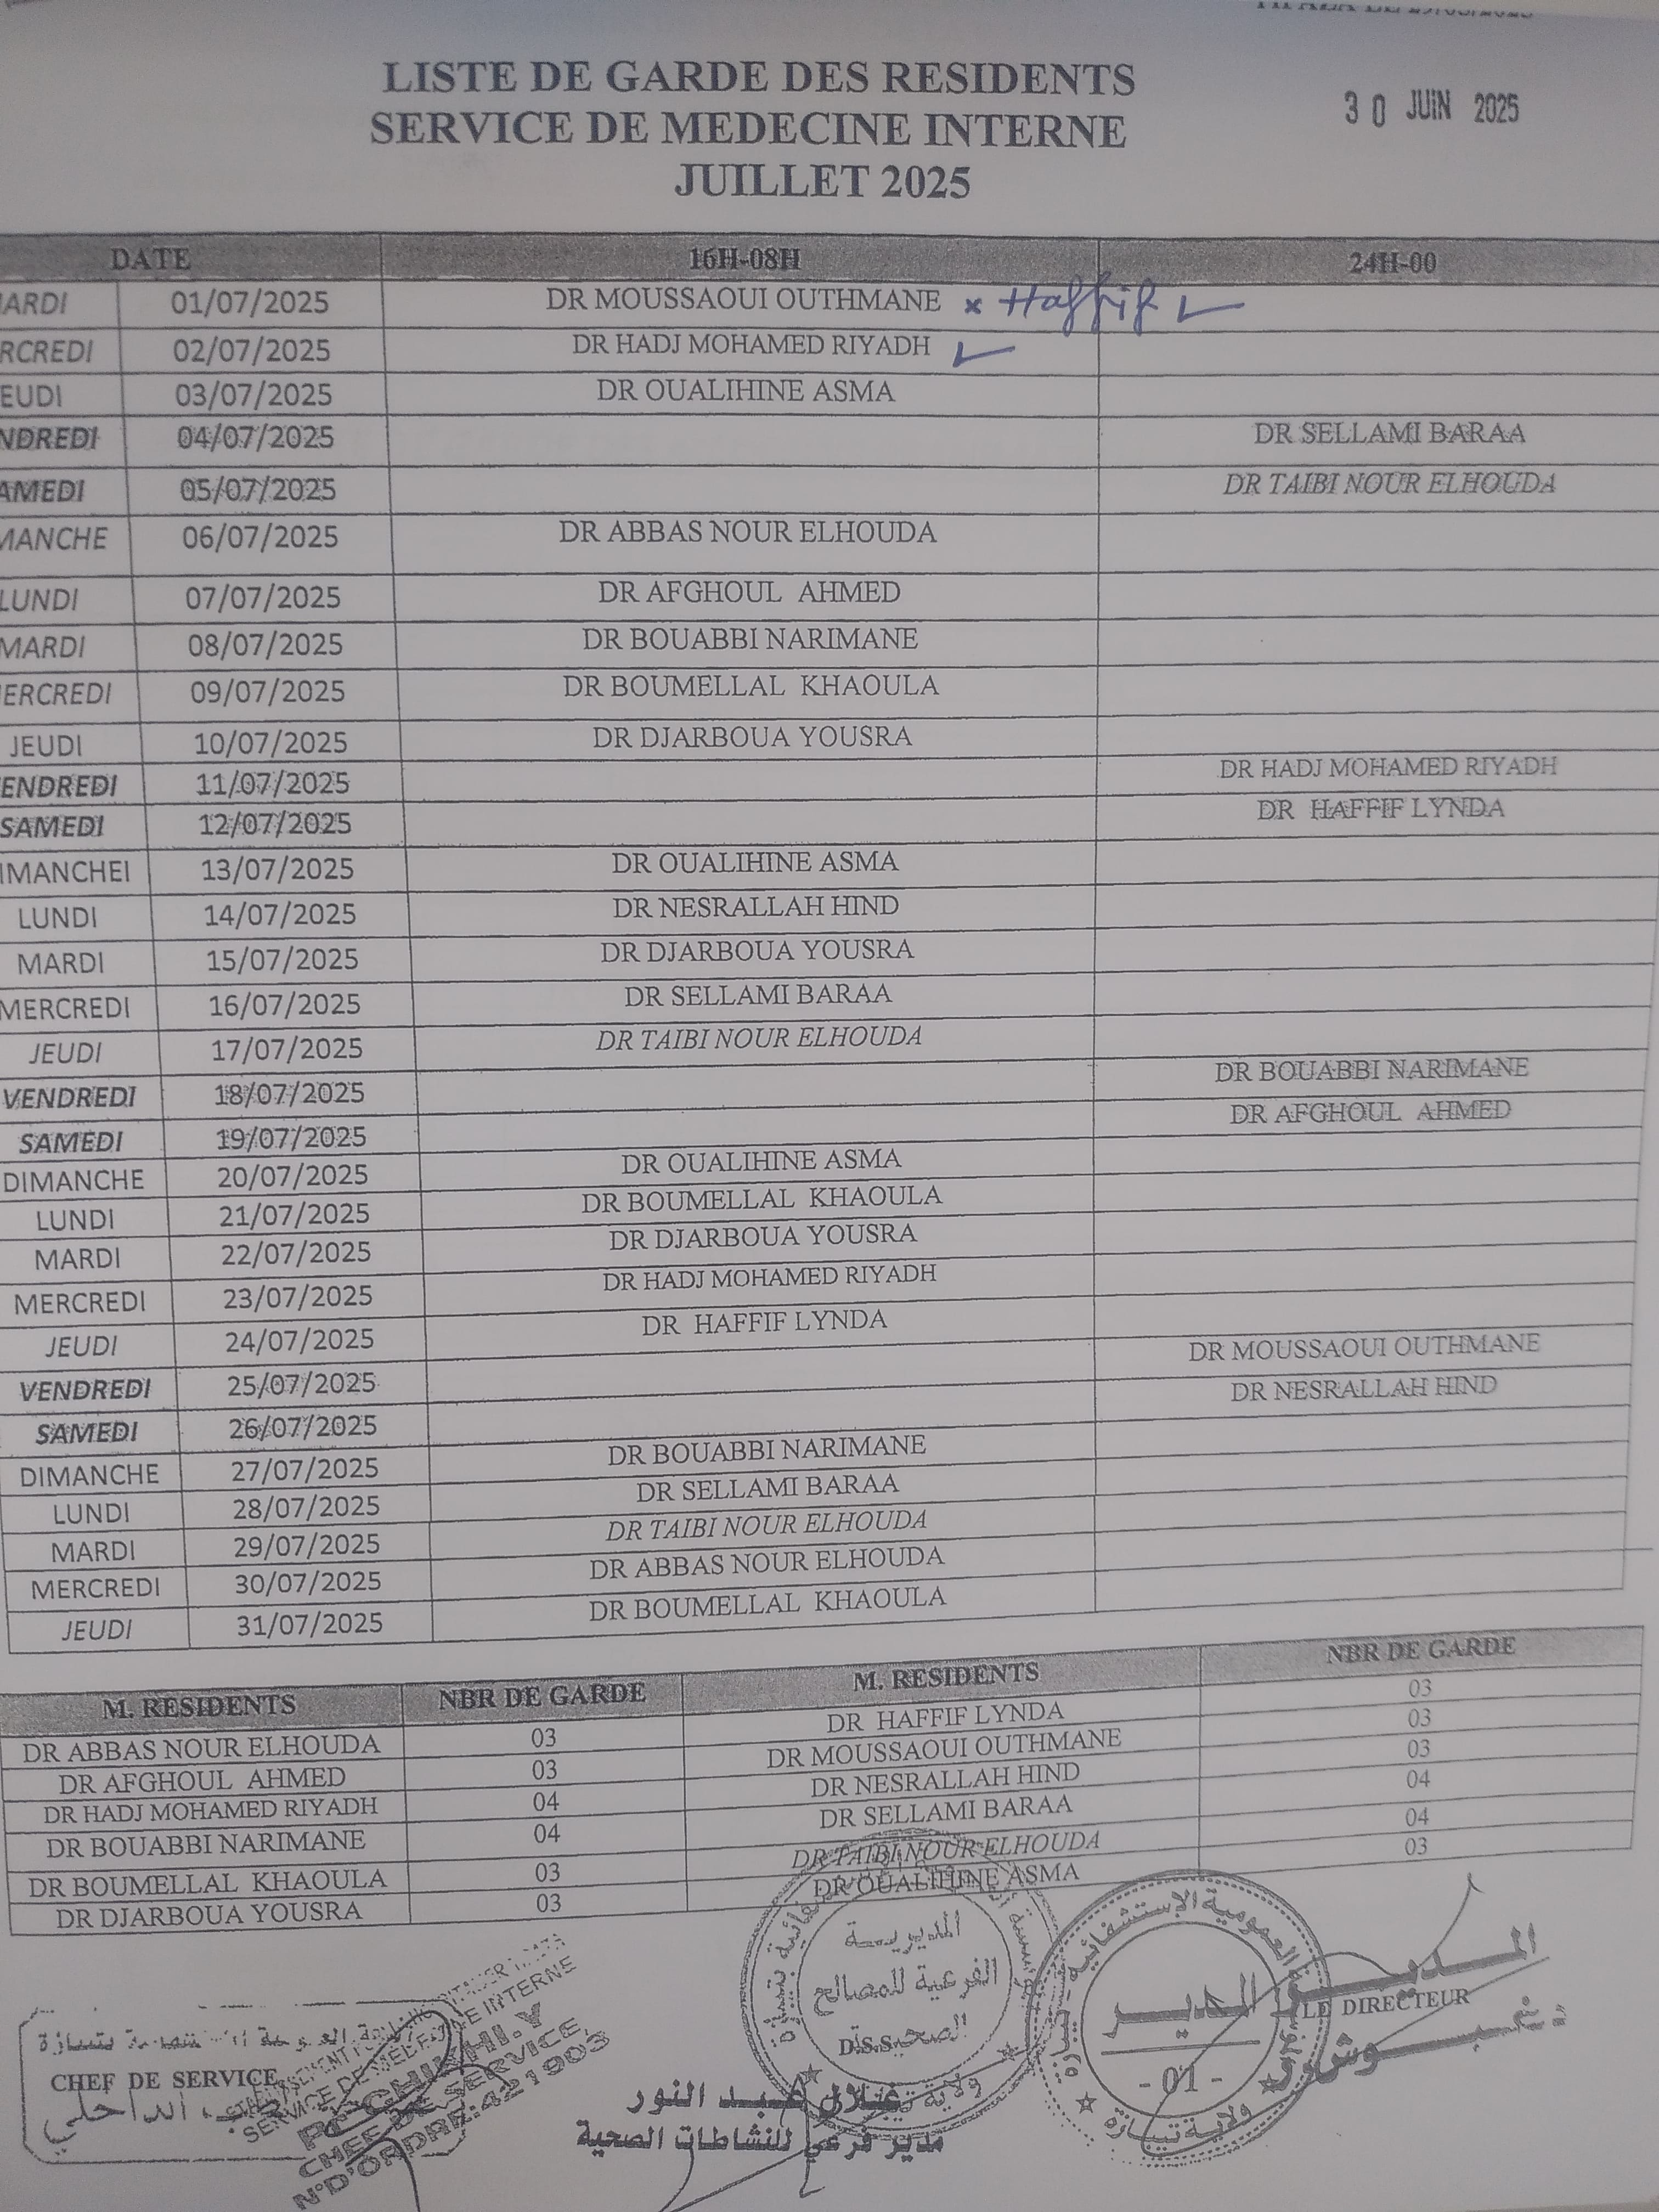 LISTE DE GARDE DES RESIDENTS
SERVICE DE MEDECINE INTERNE
JUILLET 2025
30 JUIN 2025
DATE 16H-08H 24H-00
ARDI 01/07/2025 DR MOUSSAOUI OUTHMANE x Haffif ✓
RCREDI 02/07/2025 DR HADJ MOHAMED RIYADH ✓
EUDI 03/07/2025 DR OUALIHINE ASMA
NDREDI 04/07/2025 DR SELLAMI BARAA
AMEDI 05/07/2025 DR TAIBI NOUR ELHOUDA
MANCHE 06/07/2025 DR ABBAS NOUR ELHOUDA
LUNDI 07/07/2025 DR AFGHOUL AHMED
MARDI 08/07/2025 DR BOUABBI NARIMANE
ERCREDI 09/07/2025 DR BOUMELLAL KHAOULA
JEUDI 10/07/2025 DR DJARBOUA YOUSRA
ENDREDI 11/07/2025 DR HADJ MOHAMED RIYADH
SAMEDI 12/07/2025 DR HAFFIF LYNDA
IMANCHEI 13/07/2025 DR OUALIHINE ASMA
LUNDI 14/07/2025 DR NESRALLAH HIND
MARDI 15/07/2025 DR DJARBOUA YOUSRA
MERCREDI 16/07/2025 DR SELLAMI BARAA
JEUDI 17/07/2025 DR TAIBI NOUR ELHOUDA
VENDREDI 18/07/2025 DR BOUABBI NARIMANE
SAMEDI 19/07/2025 DR AFGHOUL AHMED
DIMANCHE 20/07/2025 DR OUALIHINE ASMA
LUNDI 21/07/2025 DR BOUMELLAL KHAOULA
MARDI 22/07/2025 DR DJARBOUA YOUSRA
MERCREDI 23/07/2025 DR HADJ MOHAMED RIYADH
JEUDI 24/07/2025 DR HAFFIF LYNDA
VENDREDI 25/07/2025 DR MOUSSAOUI OUTHMANE
SAMEDI 26/07/2025 DR NESRALLAH HIND
DIMANCHE 27/07/2025 DR BOUABBI NARIMANE
LUNDI 28/07/2025 DR SELLAMI BARAA
MARDI 29/07/2025 DR TAIBI NOUR ELHOUDA
MERCREDI 30/07/2025 DR ABBAS NOUR ELHOUDA
JEUDI 31/07/2025 DR BOUMELLAL KHAOULA
M. RESIDENTS NBR DE GARDE M. RESIDENTS NBR DE GARDE
DR ABBAS NOUR ELHOUDA 03 DR HAFFIF LYNDA 03
DR AFGHOUL AHMED 03 DR MOUSSAOUI OUTHMANE 03
DR HADJ MOHAMED RIYADH 04 DR NESRALLAH HIND 03
DR BOUABBI NARIMANE 04 DR SELLAMI BARAA 04
DR BOUMELLAL KHAOULA 03 DR TAIBI NOUR ELHOUDA 04
DR DJARBOUA YOUSRA 03 DR OUALIHINE ASMA 03
المديرية
الفرعية للمصالح
الصحية
D.S.S
المدير
LE DIRECTEUR
المدير
- 01 -
ولاية تيبازة
CHEF DE SERVICE
SERVICE DE MEDECINE INTERNE
CHIKHI.Y
CHEF DE SERVICE
N°D'ORDRE:421903
عبد النور
مدير فرعي للنشاطات الصحية